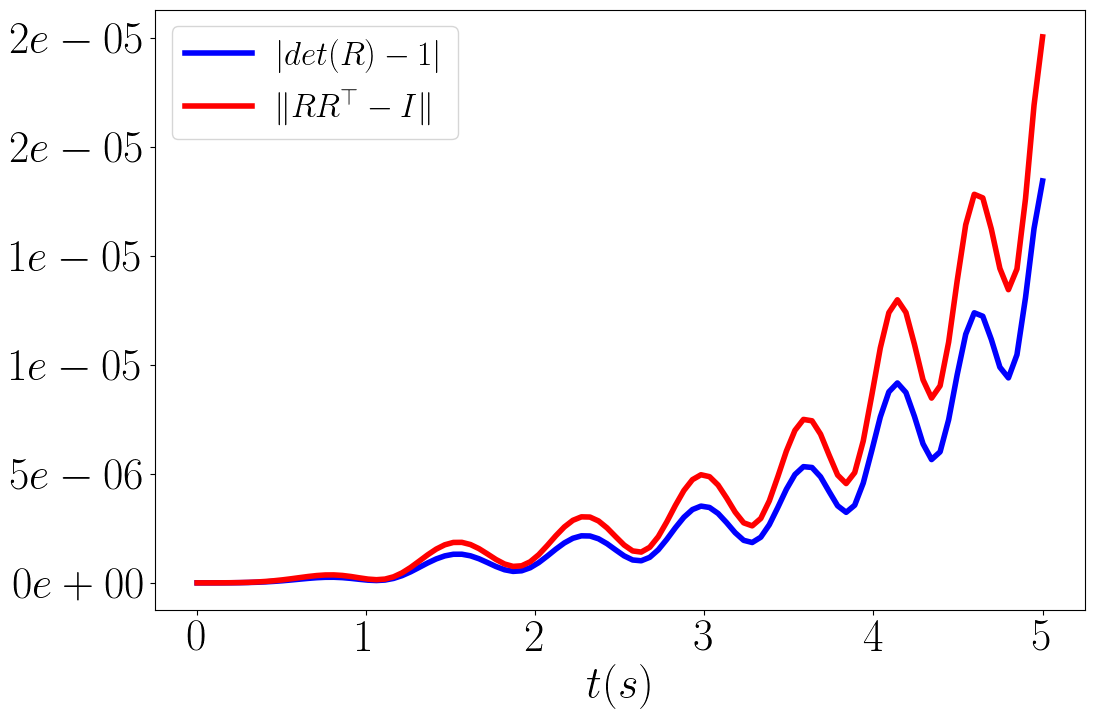 2e − 05
2e − 05
1e − 05
1e − 05
5e − 06
0e + 00
|det(R) − 1|
‖RR⊤ − I‖
0 1 2 3 4 5
t(s)